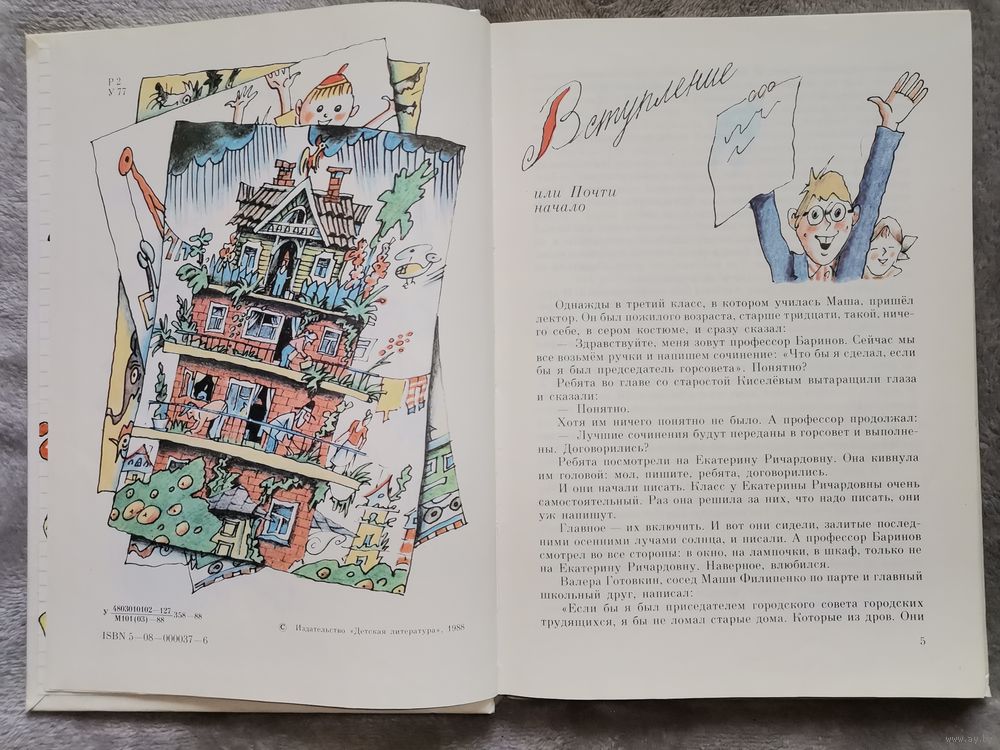 Р 2
У 77
У 4803010102—127
М101(03)—88
358—88
ISBN 5—08—000037—6
© Издательство «Детская литература», 1988
Вступление
или Почти
начало
Однажды в третий класс, в котором училась Маша, пришёл
лектор. Он был пожилого возраста, старше тридцати, такой, ниче-
го себе, в сером костюме, и сразу сказал:
— Здравствуйте, меня зовут профессор Баринов. Сейчас мы
все возьмём ручки и напишем сочинение: «Что бы я сделал, если
бы я был председатель горсовета». Понятно?
Ребята во главе со старостой Киселёвым вытаращили глаза
и сказали:
— Понятно.
Хотя им ничего понятно не было. А профессор продолжал:
— Лучшие сочинения будут переданы в горсовет и выполне-
ны. Договорились?
Ребята посмотрели на Екатерину Ричардовну. Она кивнула
им головой: мол, пишите, ребята, договорились.
И они начали писать. Класс у Екатерины Ричардовны очень
самостоятельный. Раз она решила за них, что надо писать, они
уж напишут.
Главное — их включить. И вот они сидели, залитые послед-
ними осенними лучами солнца, и писали. А профессор Баринов
смотрел во все стороны: в окно, на лампочки, в шкаф, только не
на Екатерину Ричардовну. Наверное, влюбился.
Валера Готовкин, сосед Маши Филипенко по парте и главный
школьный друг, написал:
«Если бы я был приседателем городского совета городских
трудящихся, я бы не ломал старые дома. Которые из дров. Они
5